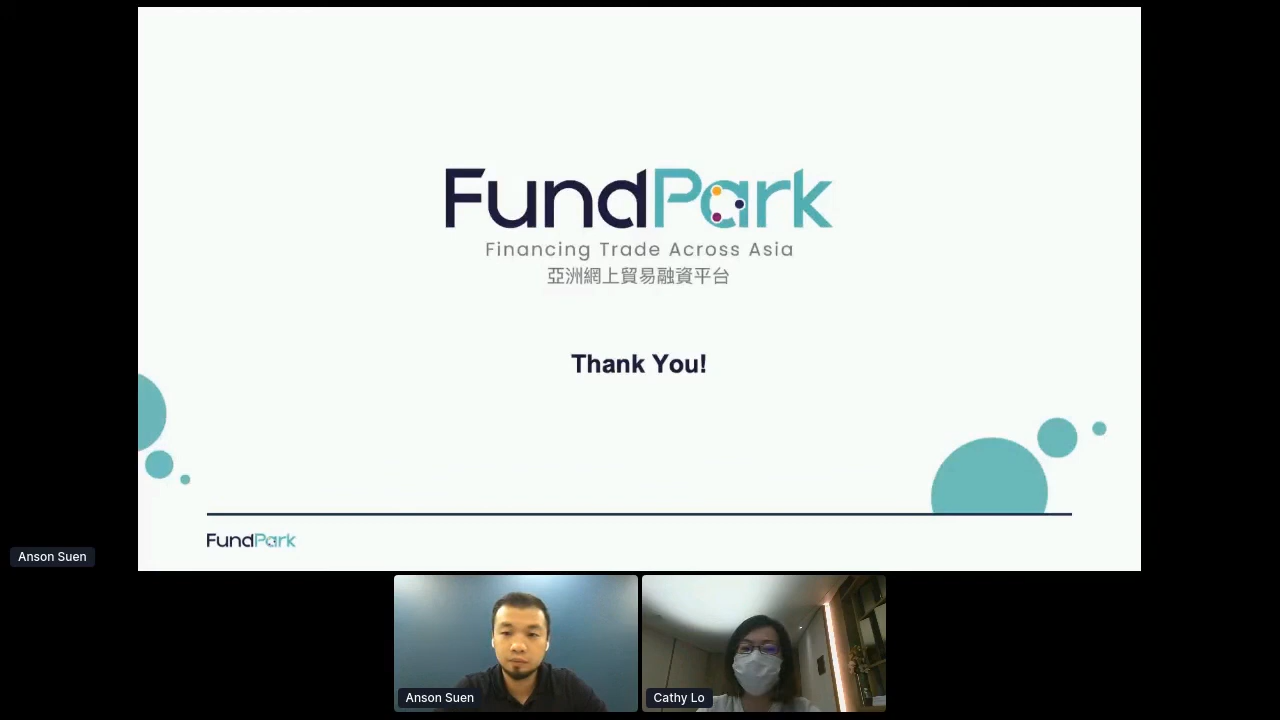 FundPark
Financing Trade Across Asia
亞洲網上貿易融資平台
Thank You!
FundPark
Anson Suen
Anson Suen
Cathy Lo